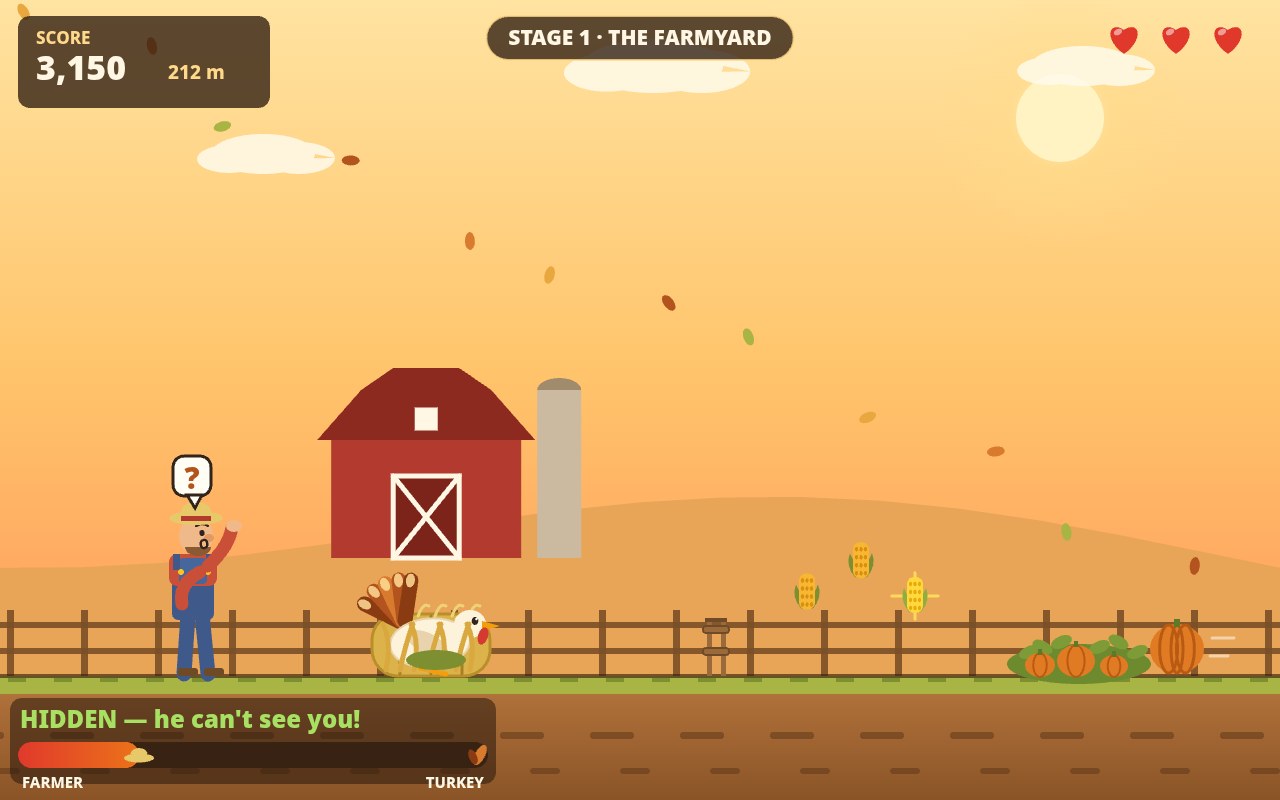 SCORE
3,150 212 m
STAGE 1 · THE FARMYARD
?
HIDDEN — he can't see you!
FARMER
TURKEY